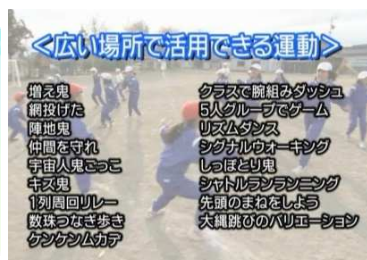 <広い場所で活用できる運動>
増え鬼
網投げた
陣地鬼
仲間を守れ
宇宙人鬼ごっこ
キズ鬼
1列周回リレー
数珠つなぎ歩き
ケンケンムカデ
クラスで腕組みダッシュ
5人グループでゲーム
リズムダンス
シグナルウォーキング
しっぽとり鬼
シャトルランランニング
先頭のまねをしよう
大縄跳びのバリエーション